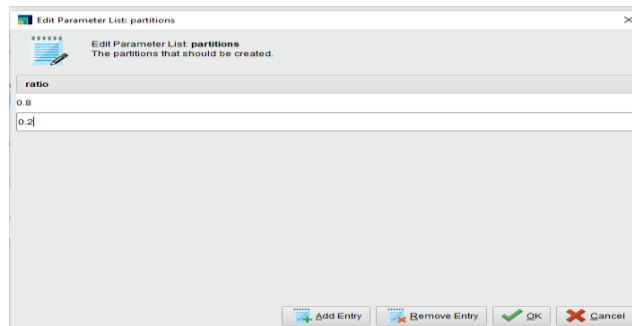 Edit Parameter List: partitions
Edit Parameter List: partitions
The partitions that should be created.
ratio
0.8
0.2
Add Entry
Remove Entry
OK
Cancel